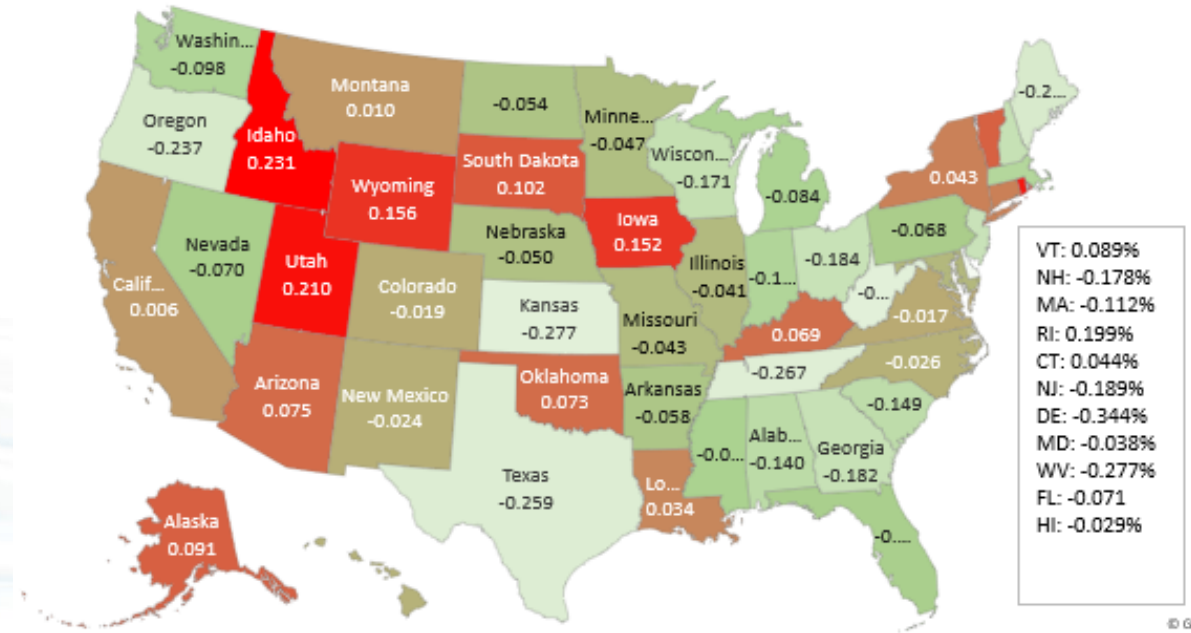 Washin...
-0.098
Oregon
-0.237
Idaho
0.231
Montana
0.010
-0.054
Minne...
-0.047
South Dakota
0.102
Wyoming
0.156
Wiscon...
-0.171
-0.084
0.043
-0.2...
Nevada
-0.070
Utah
0.210
Calif...
0.006
Colorado
-0.019
Nebraska
-0.050
Iowa
0.152
Illinois
-0.041
-0.1...
-0.184
-0.068
-0....
-0.017
Kansas
-0.277
Missouri
-0.043
0.069
-0.026
Arizona
0.075
New Mexico
-0.024
Oklahoma
0.073
Arkansas
-0.058
-0.267
-0.149
Texas
-0.259
Lo...
0.034
-0.0...
Alab...
-0.140
Georgia
-0.182
-0....
Alaska
0.091
VT: 0.089%
NH: -0.178%
MA: -0.112%
RI: 0.199%
CT: 0.044%
NJ: -0.189%
DE: -0.344%
MD: -0.038%
WV: -0.277%
FL: -0.071
HI: -0.029%
© G